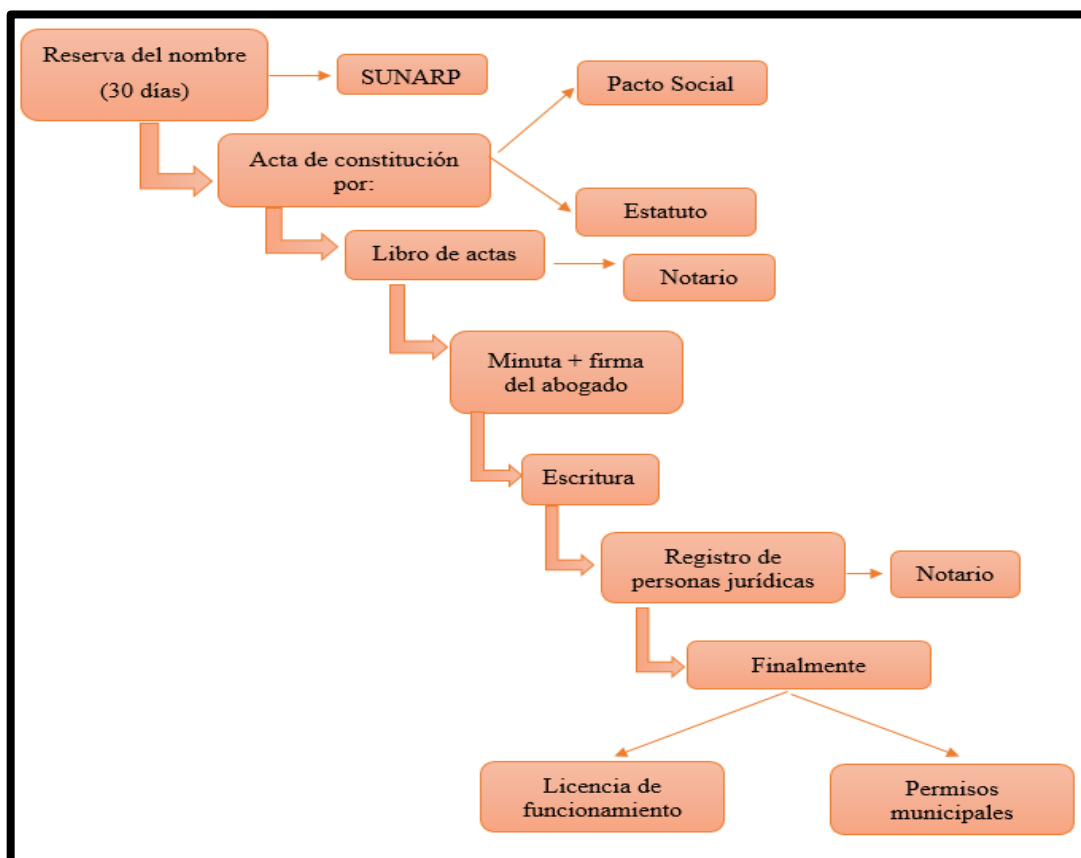 Reserva del nombre
(30 días)
SUNARP
Pacto Social
Acta de constitución
por:
Estatuto
Libro de actas
Notario
Minuta + firma
del abogado
Escritura
Registro de
personas jurídicas
Notario
Finalmente
Licencia de
funcionamiento
Permisos
municipales